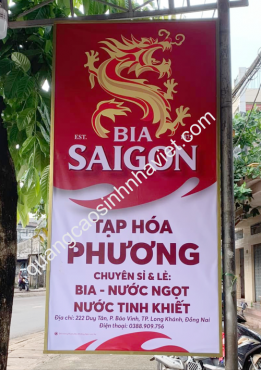 EST.
BIA
SAIGON
TẠP HÓA
PHƯƠNG
CHUYÊN SỈ & LẺ:
BIA - NƯỚC NGỌT
NƯỚC TINH KHIẾT
Địa chỉ: 222 Duy Tân, P. Bảo Vinh, TP. Long Khánh, Đồng Nai
Điện thoại: 0388.909.756
quangcaosinhnhaviet.com